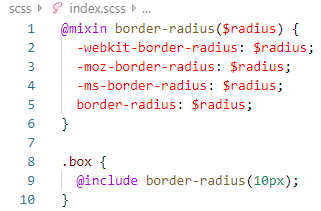 scss > index.scss > ...
1 @mixin border-radius($radius) {
2   -webkit-border-radius: $radius;
3   -moz-border-radius: $radius;
4   -ms-border-radius: $radius;
5   border-radius: $radius;
6 }
7
8 .box {
9   @include border-radius(10px);
10 }